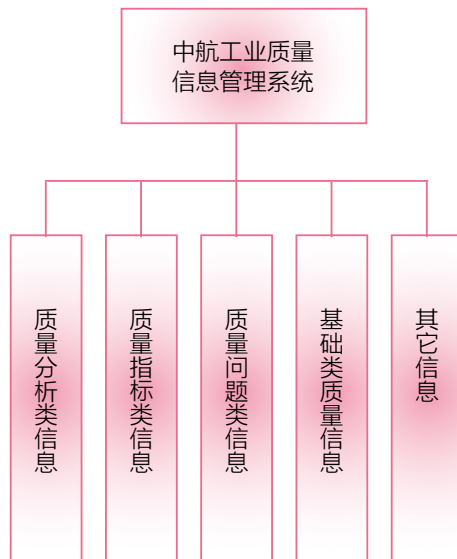 中航工业质量
信息管理系统
质量分析类信息
质量指标类信息
质量问题类信息
基础类质量信息
其它信息